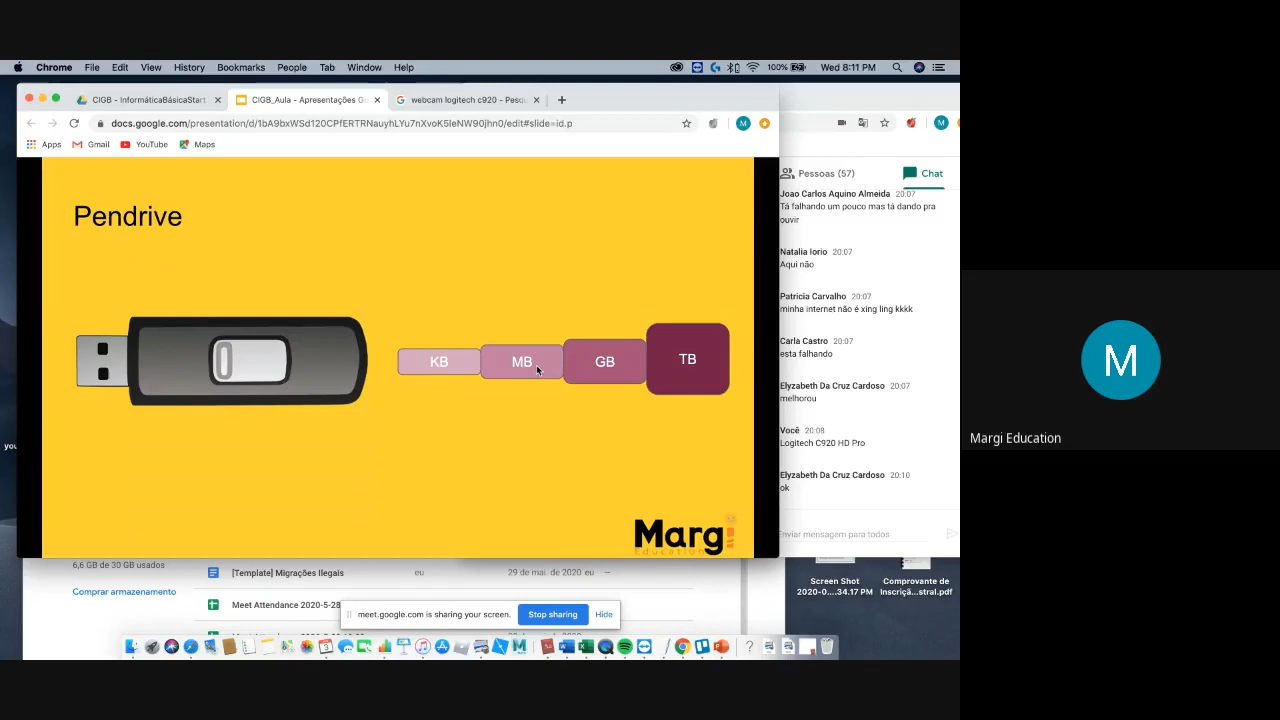 Chrome File Edit View History Bookmarks People Tab Window Help
100% Wed 8:11 PM
CIGB - InformáticaBásicaStart
CIGB_Aula - Apresentações Go
webcam logitech c920 - Pesqu
docs.google.com/presentation/d/1bA9bxWSd120CPfERTRNauyhLYu7nXvoK5IeNW90jhn0/edit#slide=id.p
M
M
Apps Gmail YouTube Maps
Pessoas (57)
Chat
Pendrive
KB MB GB TB
Margi
Education
Joao Carlos Aquino Almeida 20:07
Tá falhando um pouco mas tá dando pra
ouvir
Natalia Iorio 20:07
Aqui não
Patricia Carvalho 20:07
minha internet não é xing ling kkkk
Carla Castro 20:07
esta falhando
Elyzabeth Da Cruz Cardoso 20:07
melhorou
Você 20:08
Logitech C920 HD Pro
Elyzabeth Da Cruz Cardoso 20:10
ok
Enviar mensagem para todos
you
6,6 GB de 30 GB usados
Comprar armazenamento
[Template] Migrações Ilegais eu 29 de mai. de 2020 eu —
Meet Attendance 2020-5-28
meet.google.com is sharing your screen.
Stop sharing
Hide
Screen Shot
2020-0....34.17 PM
Comprovante de
Inscriçã...stral.pdf
M
Margi Education